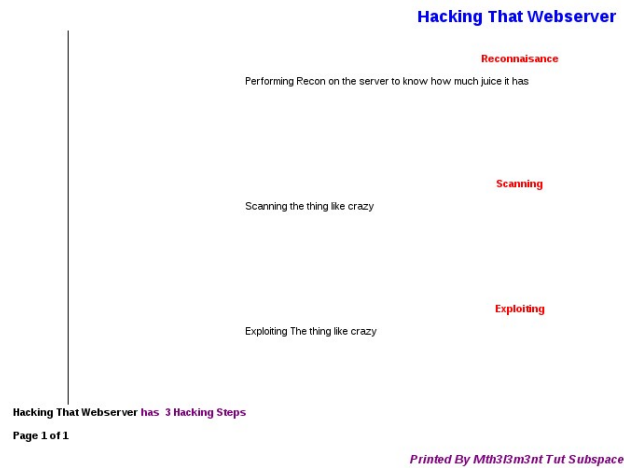 Hacking That Webserver
Reconnaisance
Performing Recon on the server to know how much juice it has
Scanning
Scanning the thing like crazy
Exploiting
Exploiting The thing like crazy
Hacking That Webserver has 3 Hacking Steps
Page 1 of 1
Printed By Mth3l3m3nt Tut Subspace